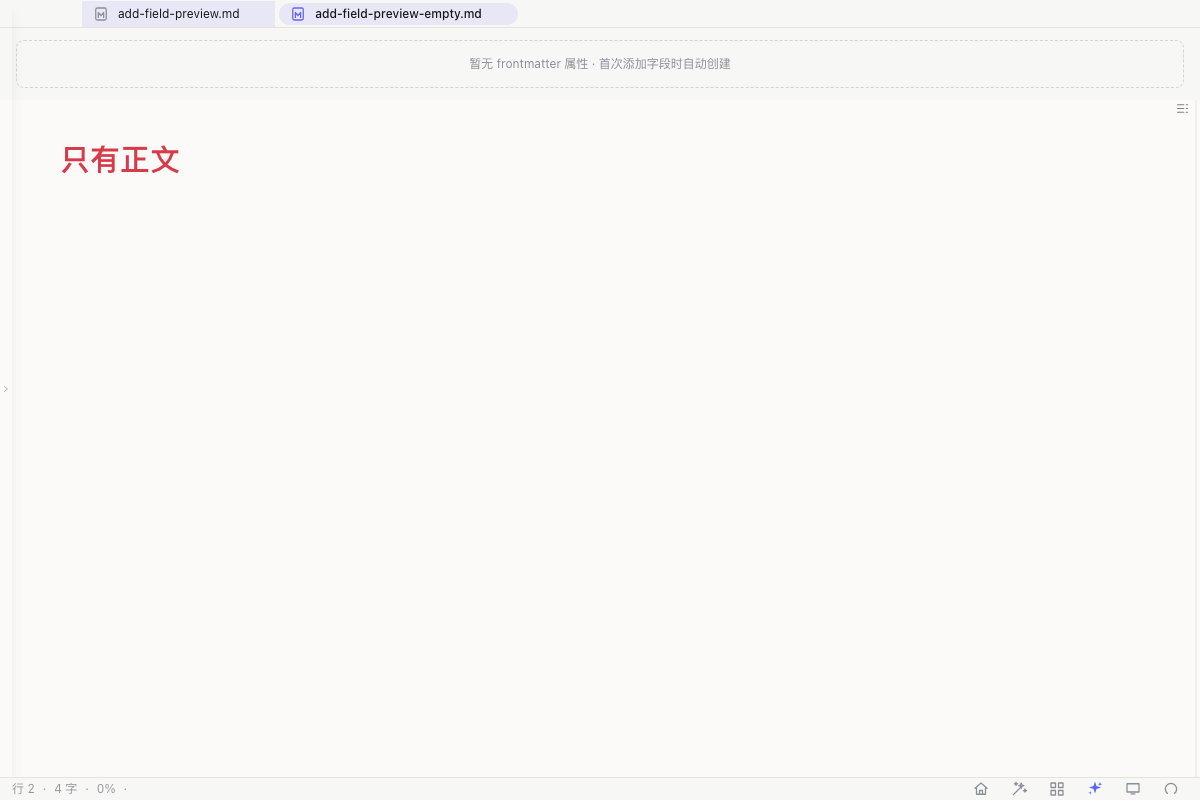 add-field-preview.md
add-field-preview-empty.md
暂无 frontmatter 属性 · 首次添加字段时自动创建
只有正文
行 2 · 4 字 · 0% ·